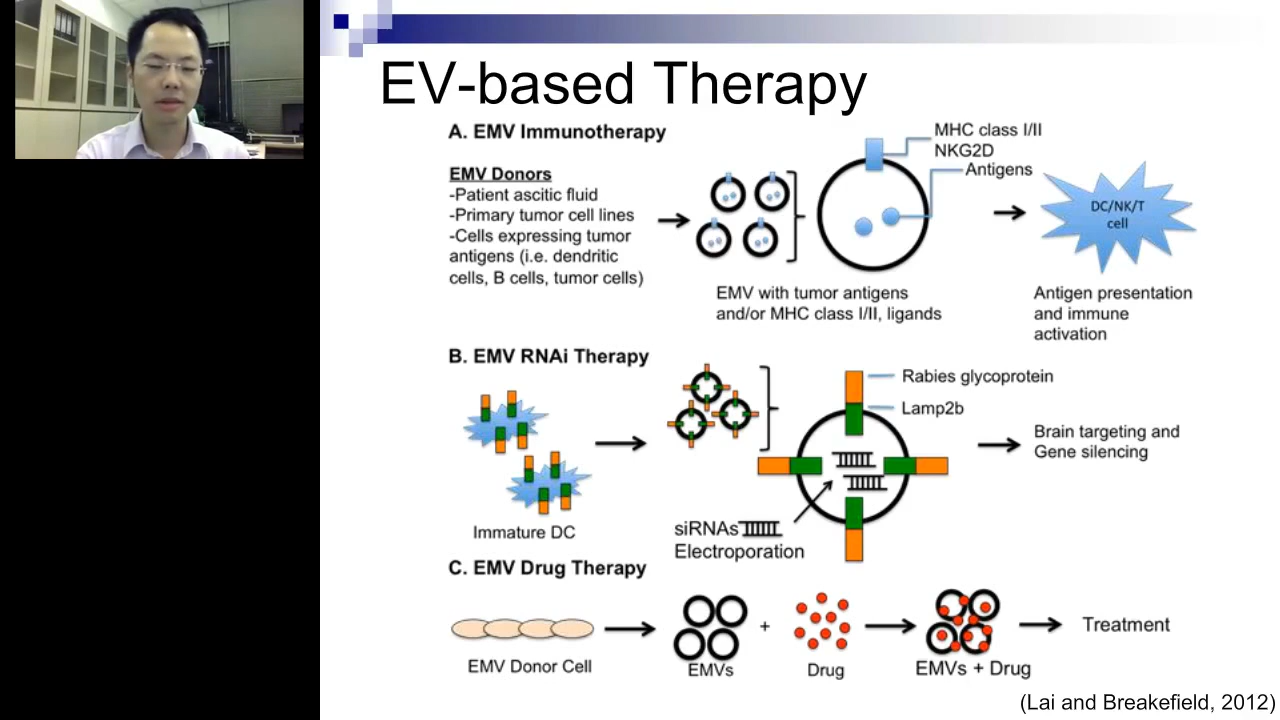 EV-based Therapy
A. EMV Immunotherapy
EMV Donors
-Patient ascitic fluid
-Primary tumor cell lines
-Cells expressing tumor
antigens (i.e. dendritic
cells, B cells, tumor cells)
MHC class I/II
NKG2D
Antigens
EMV with tumor antigens
and/or MHC class I/II, ligands
DC/NK/T
cell
Antigen presentation
and immune
activation
B. EMV RNAi Therapy
Immature DC
Rabies glycoprotein
Lamp2b
siRNAs
Electroporation
Brain targeting and
Gene silencing
C. EMV Drug Therapy
EMV Donor Cell
EMVs
+
Drug
EMVs + Drug
Treatment
(Lai and Breakefield, 2012)